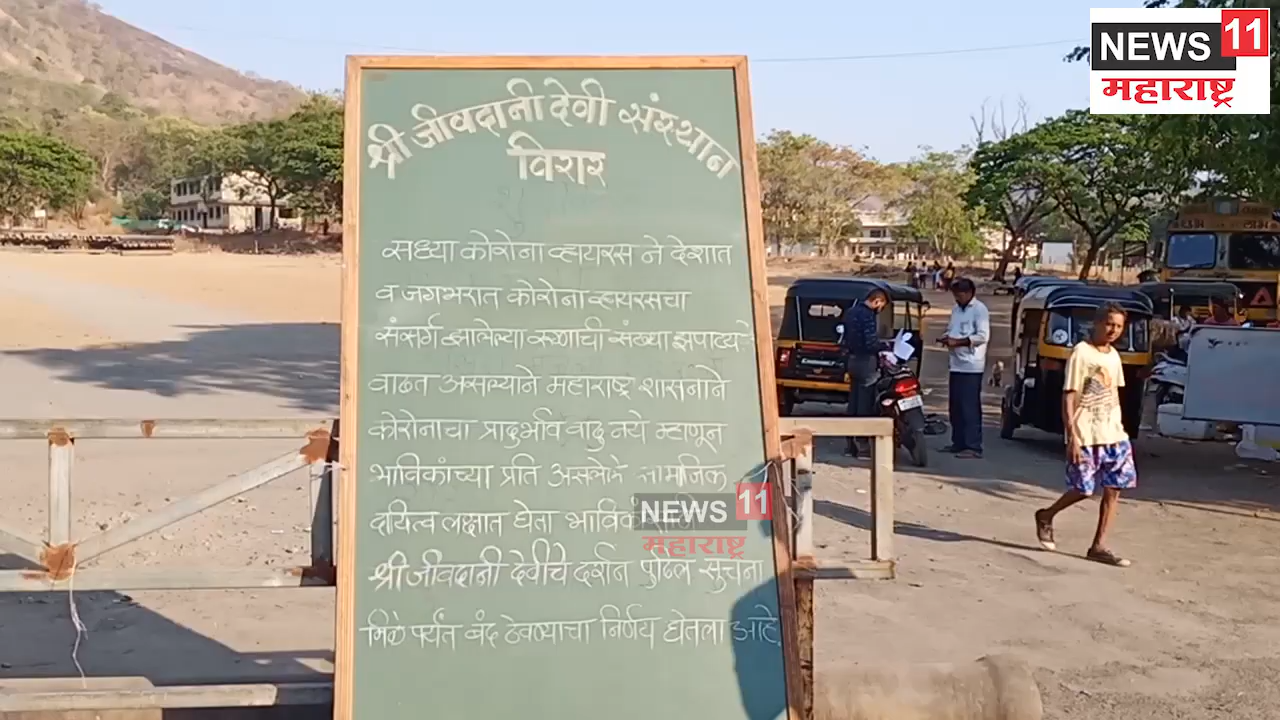 NEWS 11
महाराष्ट्र
श्री जीवदानी देवी संस्थान
विरार
सध्या कोरोना व्हायरस ने देशात
व जगभरात कोरोना व्हायरसचा
संसर्ग झालेल्या रुग्णाची संख्या झपाट्याने
वाढत असल्याने महाराष्ट्र शासनाने
कोरोनाचा प्रादुर्भाव वाढु नये म्हाणून
भाविकांच्या प्रति असलेले सामजिक
दायित्व लक्षात घेता
NEWS 11
महाराष्ट्र
श्री जीवदानी देवीचे दर्शन पुढिल सुचना
मिळे पर्यंत बंद ठेवण्याचा निर्णय घेतला आहे.